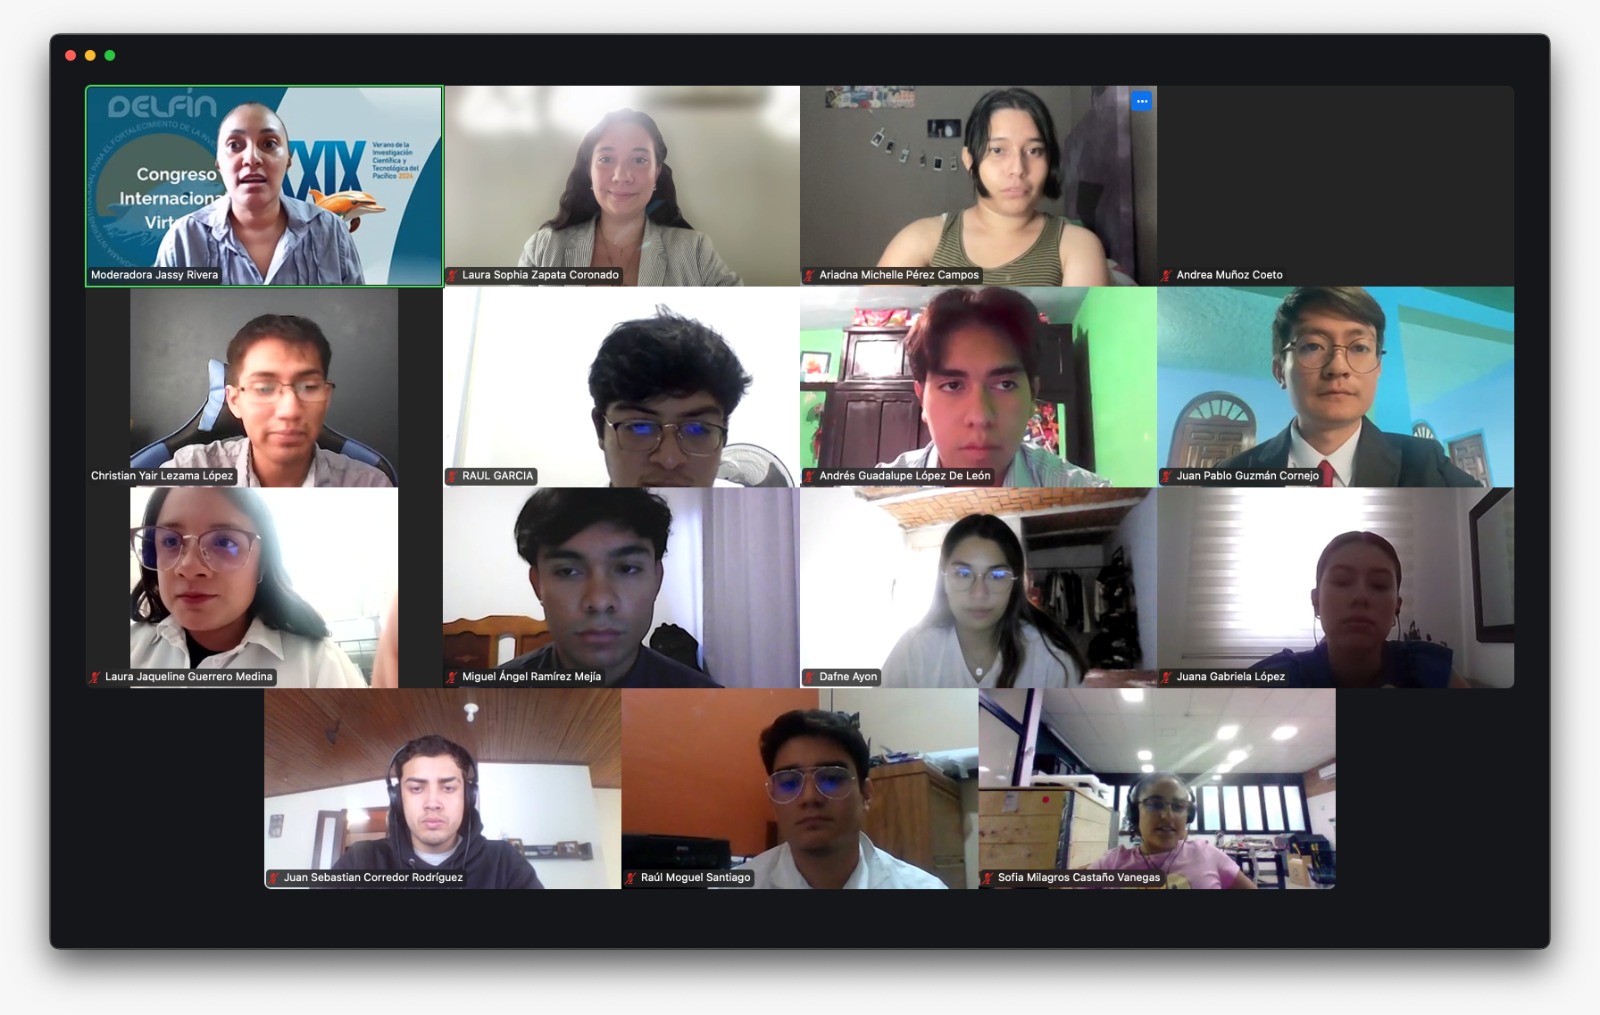 DELFÍN
Congreso
Internaciona
Virt
XXIX
Verano de la
Investigación
Científica y
Tecnológica del
Pacífico 2024
Moderadora Jassy Rivera
Laura Sophia Zapata Coronado
Ariadna Michelle Pérez Campos
Andrea Muñoz Coeto
Christian Yair Lezama López
RAUL GARCIA
Andrés Guadalupe López De León
Juan Pablo Guzmán Cornejo
Laura Jaqueline Guerrero Medina
Miguel Ángel Ramírez Mejía
Dafne Ayon
Juana Gabriela López
Juan Sebastian Corredor Rodríguez
Raúl Moguel Santiago
Sofia Milagros Castaño Vanegas